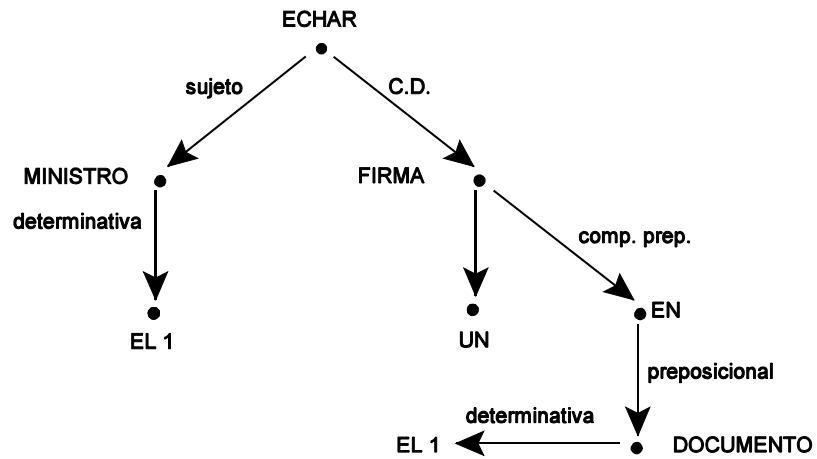 ECHAR
sujeto
C.D.
MINISTRO
FIRMA
determinativa
comp. prep.
EN
EL 1
UN
preposicional
determinativa
EL 1
DOCUMENTO